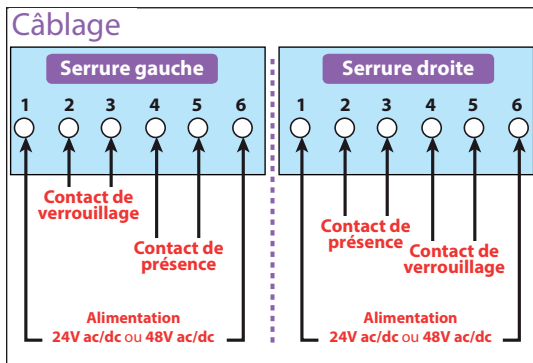 Câblage
Serrure gauche
1 2 3 4 5 6
Contact de
verrouillage
Contact de
présence
Alimentation
24V ac/dc ou 48V ac/dc
Serrure droite
1 2 3 4 5 6
Contact de
présence
Contact de
verrouillage
Alimentation
24V ac/dc ou 48V ac/dc